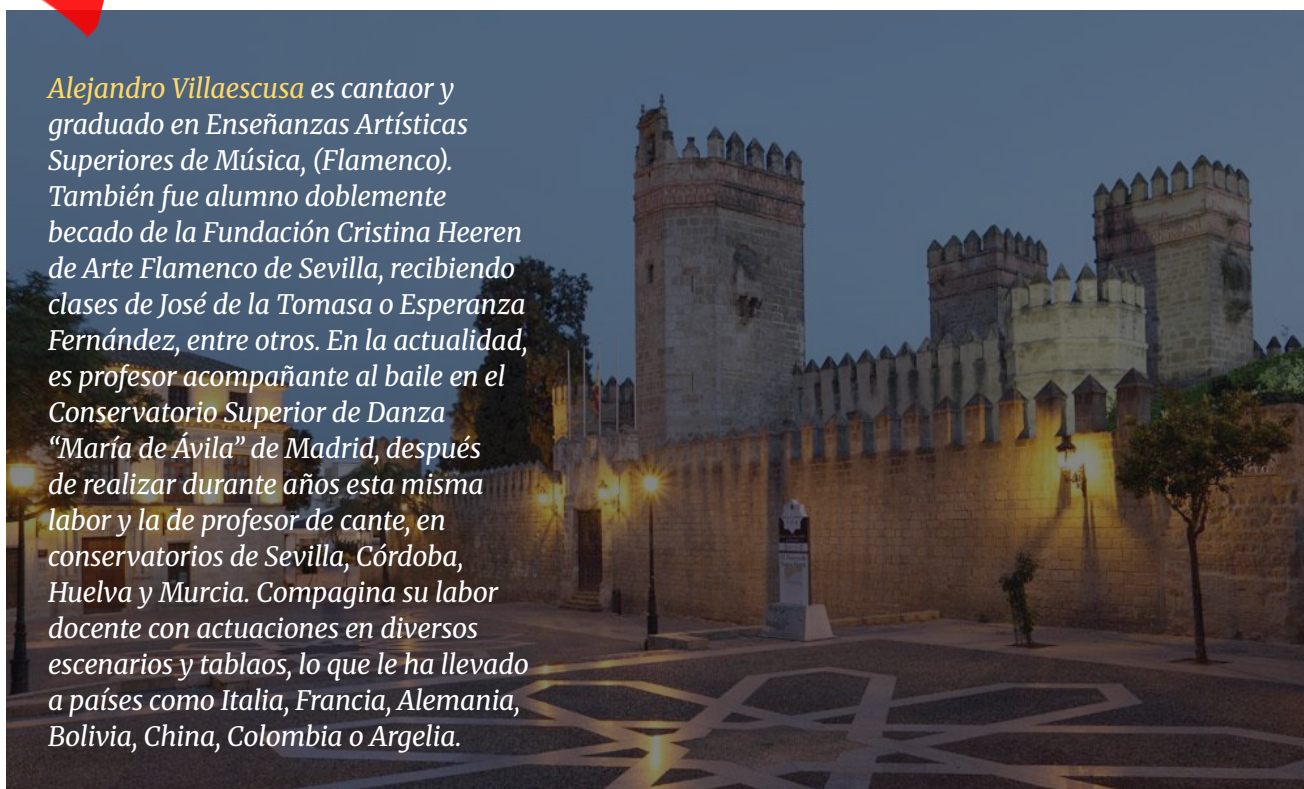 Alejandro Villaescusa es cantaor y
graduado en Enseñanzas Artísticas
Superiores de Música, (Flamenco).
También fue alumno doblemente
becado de la Fundación Cristina Heeren
de Arte Flamenco de Sevilla, recibiendo
clases de José de la Tomasa o Esperanza
Fernández, entre otros. En la actualidad,
es profesor acompañante al baile en el
Conservatorio Superior de Danza
“María de Ávila” de Madrid, después
de realizar durante años esta misma
labor y la de profesor de cante, en
conservatorios de Sevilla, Córdoba,
Huelva y Murcia. Compagina su labor
docente con actuaciones en diversos
escenarios y tablaos, lo que le ha llevado
a países como Italia, Francia, Alemania,
Bolivia, China, Colombia o Argelia.